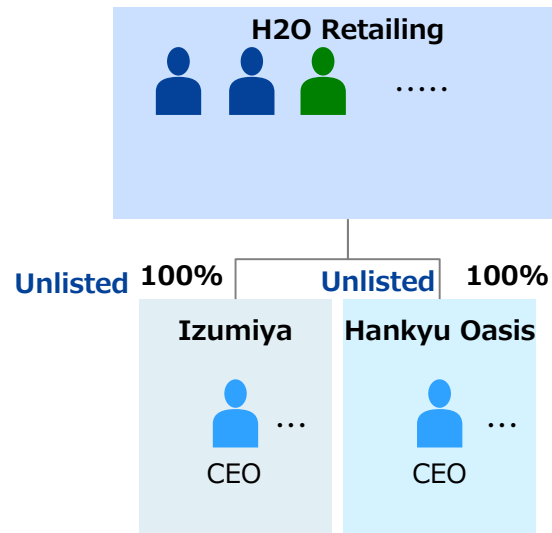 H2O Retailing
.....
Unlisted 100% Unlisted 100%
Izumiya Hankyu Oasis
... ...
CEO CEO